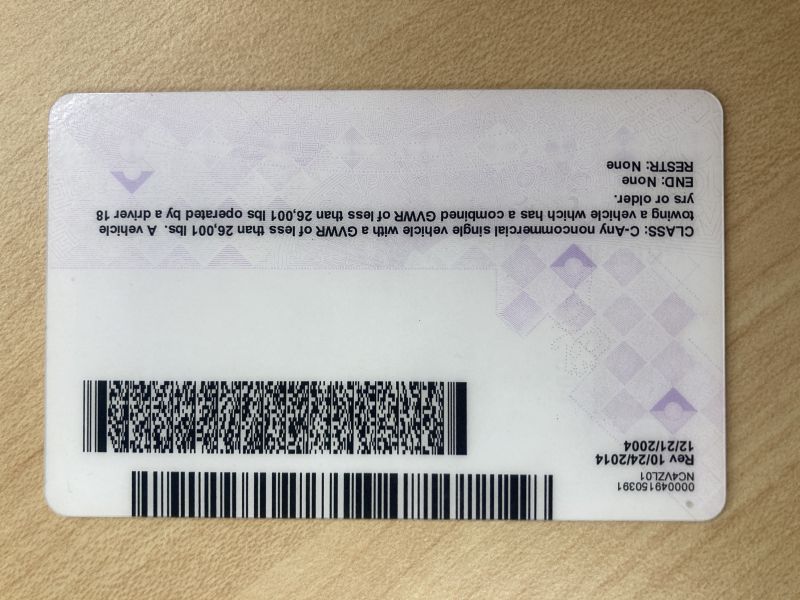 000049150391
NC4VZL01
Rev 10/24/2014
12/21/2004
CLASS: C-Any noncommercial single vehicle with a GVWR of less than 26,001 lbs. A vehicle
towing a vehicle which has a combined GVWR of less than 26,001 lbs operated by a driver 18
yrs or older.
END: None
RESTR: None